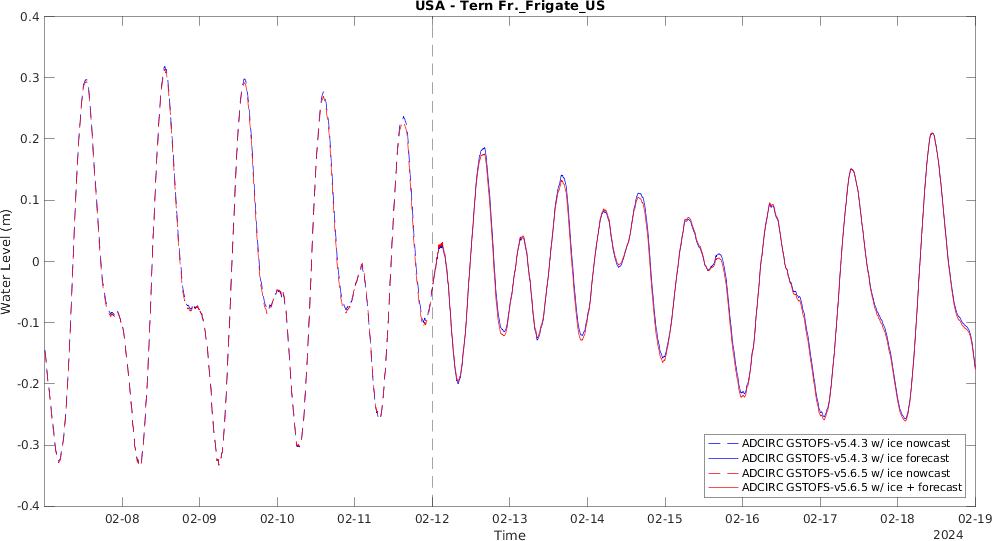 USA - Tern Fr._Frigate_US
0.4
0.3
0.2
0.1
0
-0.1
-0.2
-0.3
-0.4
Water Level (m)
ADCIRC GSTOFS-v5.4.3 w/ ice nowcast
ADCIRC GSTOFS-v5.4.3 w/ ice forecast
ADCIRC GSTOFS-v5.6.5 w/ ice nowcast
ADCIRC GSTOFS-v5.6.5 w/ ice + forecast
02-08 02-09 02-10 02-11 02-12 02-13 02-14 02-15 02-16 02-17 02-18 02-19
Time
2024